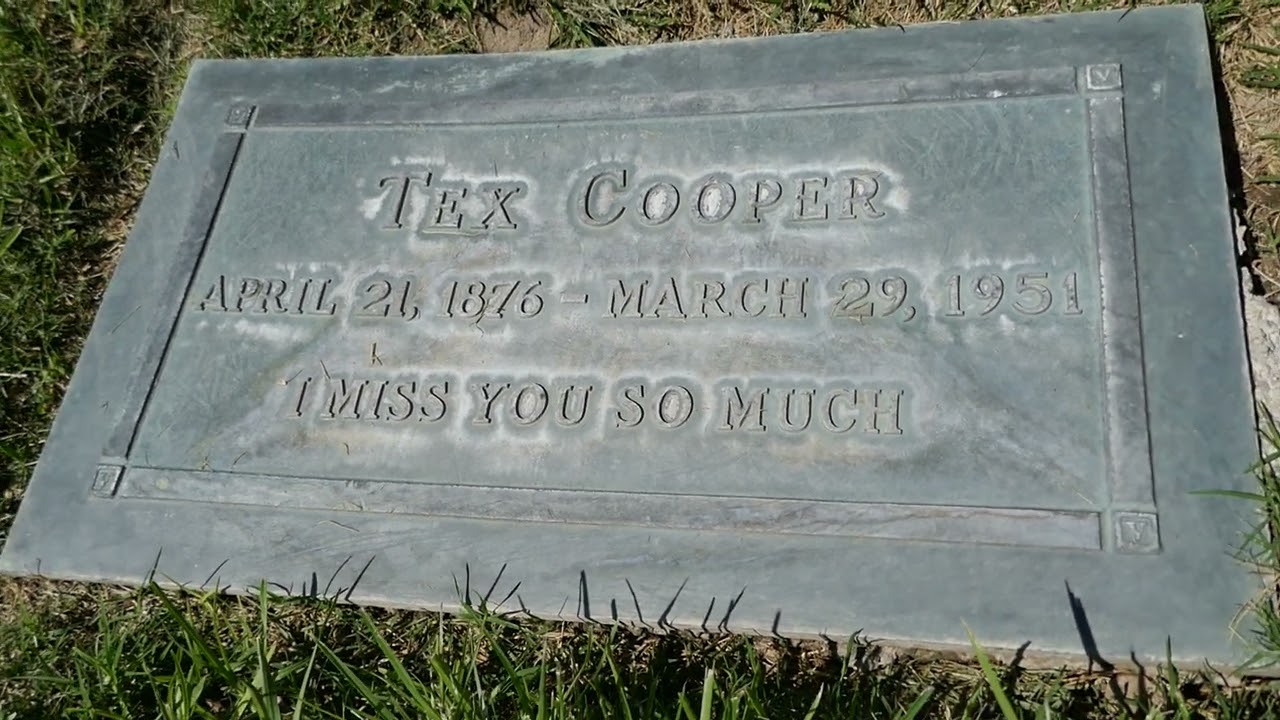 TEX COOPER
APRIL 21, 1876 - MARCH 29, 1951
I MISS YOU SO MUCH